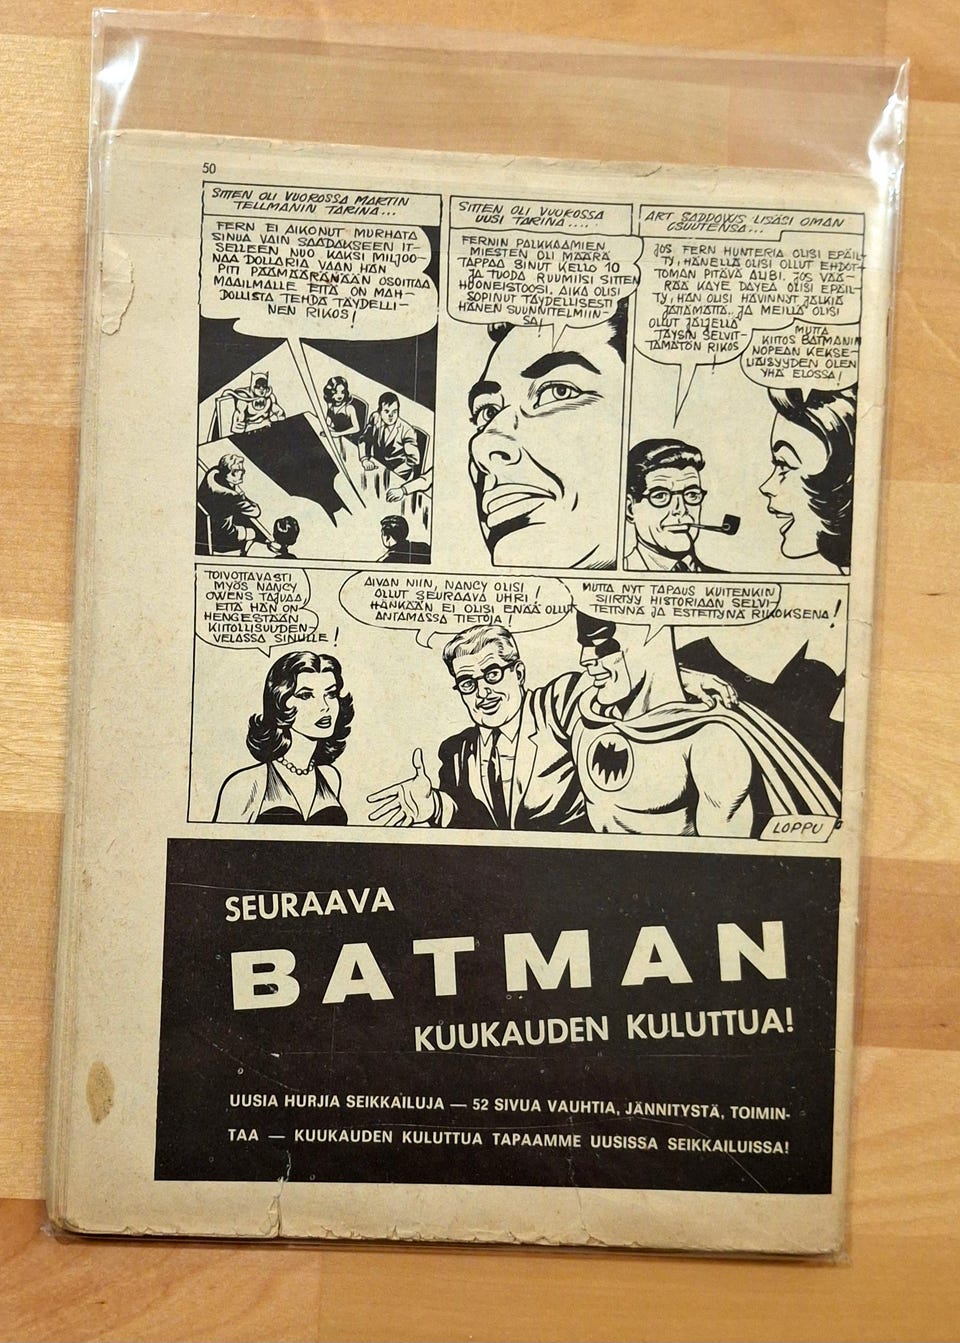 50
SITTEN OLI VUOROSSA MARTIN
TELLMANIN TARINA...
FERN EI AIKONUT MURHATA
SINUA VAIN SAADAKSEEN IT-
SELLEEN NUO KAKSI MILJOO-
NAA DOLLARIA VAAN HÄN
PITI PÄÄMÄÄRÄNÄÄN OSOITTAA
MAAILMALLE ETTÄ ON MAH-
DOLLISTA TEHDÄ TÄYDELLI-
NEN RIKOS!
SITTEN OLI VUOROSSA
UUSI TARINA....
FERNIN PALKKAAMIEN
MIESTEN OLI MÄÄRÄ
TAPPAA SINUT KELLO 10
JA TUODA RUUMIISI SITTEN
HUONEISTOOSI. AIKA OLISI
SOPINUT TÄYDELLISESTI
HÄNEN SUUNNITELMIIN-
SA!
ART SADDOWS LISÄSI OMAN
OSUUTENSA...
JOS FERN HUNTERIA OLISI EPÄIL-
TY, HÄNELLÄ OLISI OLLUT EHDOT-
TOMAN PITÄVÄ ALIBI. JOS VÄÄ-
RÄÄ KAYE DAYEA OLISI EPÄIL-
TY, HÄN OLISI HÄVINNYT JÄLKIÄ
JÄTTÄMÄTTÄ.. JA MEILLÄ OLISI
OLLUT JÄLJELLÄ
TÄYSIN SELVIT-
TÄMÄTÖN RIKOS!
MUTTA
KIITOS BATMANIN
NOPEAN KEKSE-
LIÄISYYDEN OLEN
YHÄ ELOSSA!
TOIVOTTAVASTI
MYÖS NANCY
OWENS TAJUAA,
ETTÄ HÄN ON
HENGESTÄÄN
KIITOLLISUUDEN-
VELASSA SINULLE!
AIVAN NIIN, NANCY OLISI
OLLUT SEURAAVA UHRI!
HÄNKÄÄN EI OLISI ENÄÄ OLLUT
ANTAMASSA TIETOJA!
MUTTA NYT TAPAUS KUITENKIN
SIIRTYY HISTORIAAN SELVI-
TETTYNÄ JA ESTETTYNÄ RIKOKSENA!
LOPPU
SEURAAVA
BATMAN
KUUKAUDEN KULUTTUA!
UUSIA HURJIA SEIKKAILUJA — 52 SIVUA VAUHTIA, JÄNNITYSTÄ, TOIMIN-
TAA — KUUKAUDEN KULUTTUA TAPAAMME UUSISSA SEIKKAILUISSA!